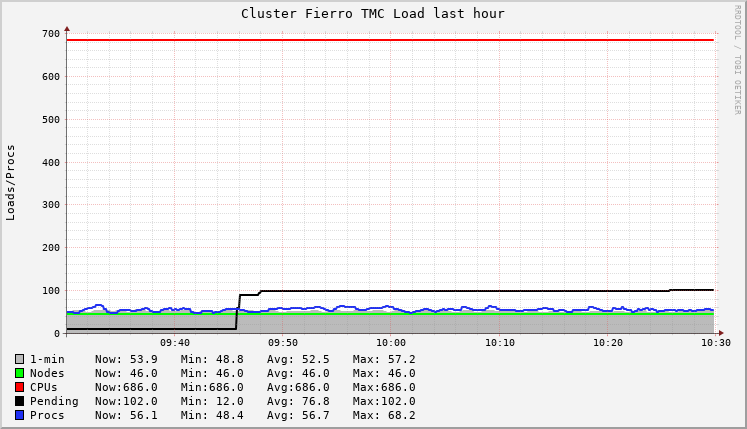 Cluster Fierro TMC Load last hour
RRDTOOL / TOBI OETIKER
Loads/Procs
700
600
500
400
300
200
100
0
09:40 09:50 10:00 10:10 10:20 10:30
1-min Now: 53.9 Min: 48.8 Avg: 52.5 Max: 57.2
Nodes Now: 46.0 Min: 46.0 Avg: 46.0 Max: 46.0
CPUs Now:686.0 Min:686.0 Avg:686.0 Max:686.0
Pending Now:102.0 Min: 12.0 Avg: 76.8 Max:102.0
Procs Now: 56.1 Min: 48.4 Avg: 56.7 Max: 68.2